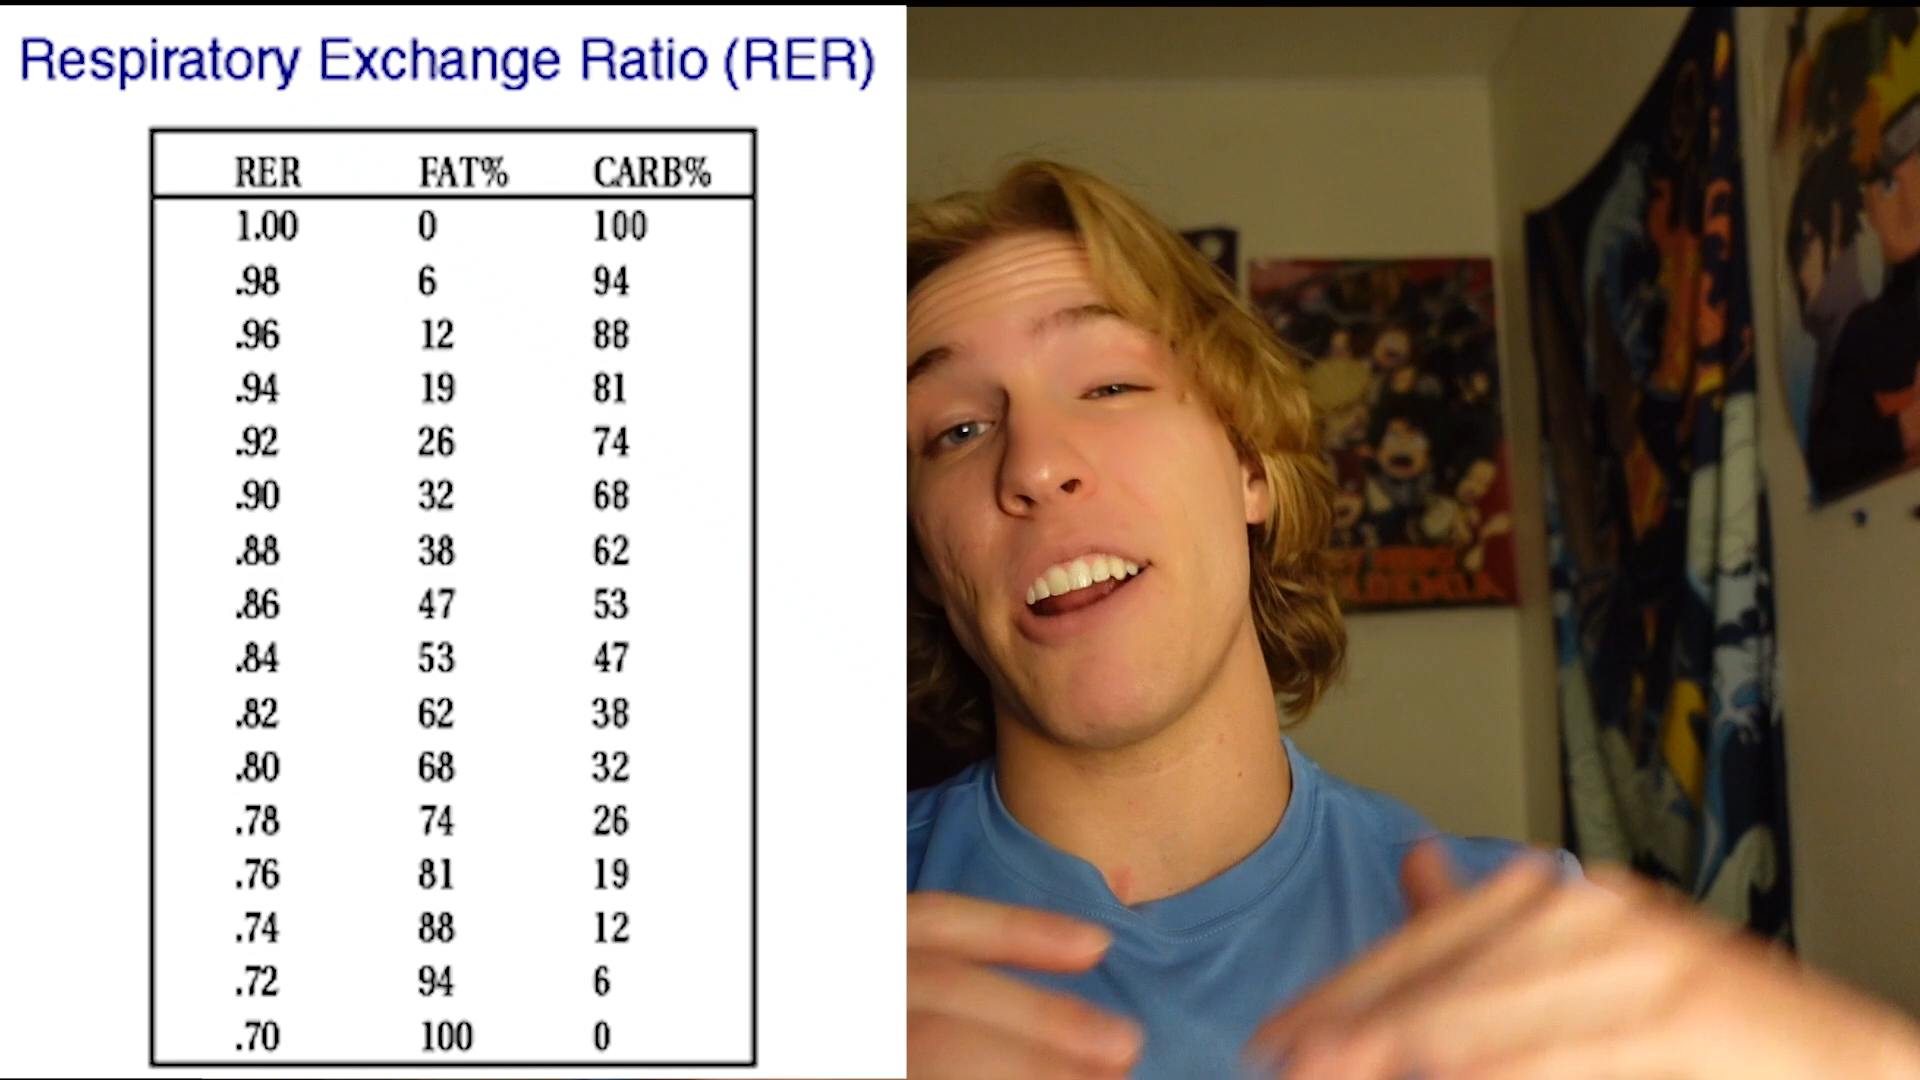 Respiratory Exchange Ratio (RER)
RER FAT% CARB%
1.00 0 100
.98 6 94
.96 12 88
.94 19 81
.92 26 74
.90 32 68
.88 38 62
.86 47 53
.84 53 47
.82 62 38
.80 68 32
.78 74 26
.76 81 19
.74 88 12
.72 94 6
.70 100 0